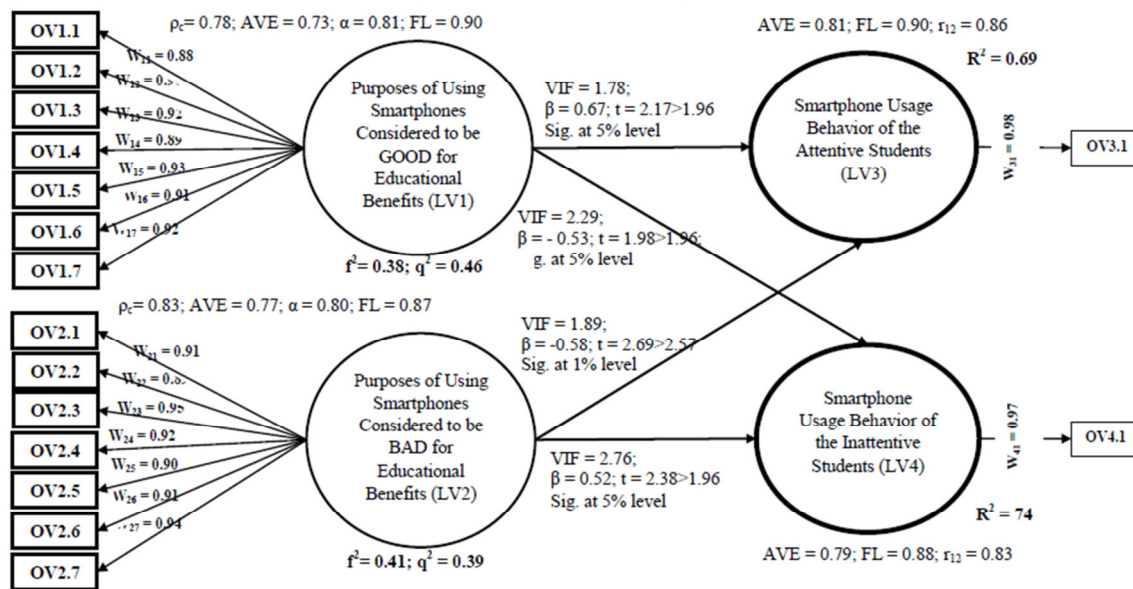 ρc= 0.78; AVE = 0.73; α = 0.81; FL = 0.90
OV1.1
OV1.2
OV1.3
OV1.4
OV1.5
OV1.6
OV1.7
W11 = 0.88
W13 = 0.92
W14 = 0.89
W15 = 0.93
W16 = 0.91
= 0.92
Purposes of Using
Smartphones
Considered to be
GOOD for
Educational
Benefits (LV1)
f²= 0.38; q² = 0.46
VIF = 1.78;
β = 0.67; t = 2.17>1.96
Sig. at 5% level
VIF = 2.29;
β = - 0.53; t = 1.98>1.96;
g. at 5% level
AVE = 0.81; FL = 0.90; r12 = 0.86
R² = 0.69
Smartphone Usage
Behavior of the
Attentive Students
(LV3)
W31 = 0.98
OV3.1
ρc= 0.83; AVE = 0.77; α = 0.80; FL = 0.87
OV2.1
OV2.2
OV2.3
OV2.4
OV2.5
OV2.6
OV2.7
W21 = 0.91
W23 = 0.95
W24 = 0.92
W25 = 0.90
W26 = 0.91
= 0.94
Purposes of Using
Smartphones
Considered to be
BAD for
Educational
Benefits (LV2)
f²= 0.41; q² = 0.39
VIF = 1.89;
β = -0.58; t = 2.69>2.57
Sig. at 1% level
VIF = 2.76;
β = 0.52; t = 2.38>1.96
Sig. at 5% level
Smartphone
Usage Behavior of
the Inattentive
Students (LV4)
W41 = 0.97
OV4.1
R² = 74
AVE = 0.79; FL = 0.88; r12 = 0.83